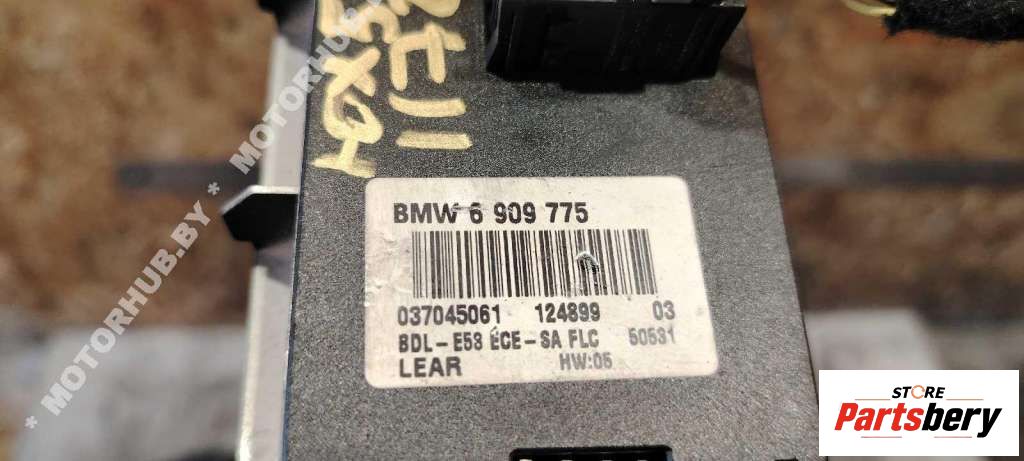 BMW 6 909 775
037045061 124899 03
BDL-E53 ECE-SA FLC 50531
LEAR HW:05
* MOTORHUB.BY * MOTORHUB
STORE
Partsbery